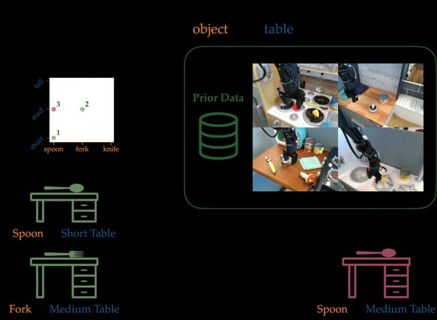 object table
Prior Data
tall
med
short
3
2
1
spoon fork knife
Spoon Short Table
Fork Medium Table
Spoon Medium Table